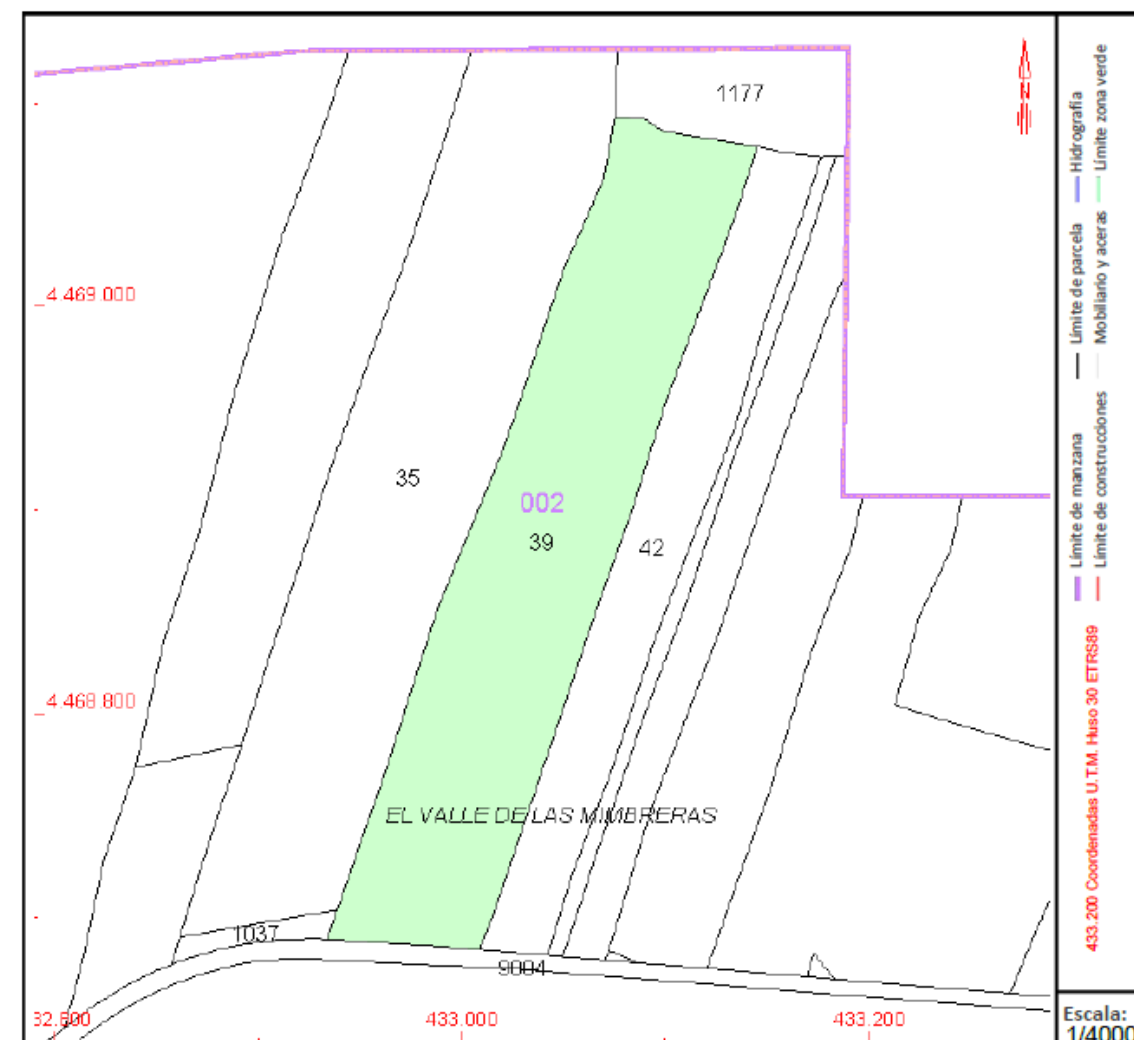 1177
4 469 000
35
002
39
42
4 468 800
EL VALLE DE LAS MIMBRERAS
1037
9004
433.000
433.200
N
Límite de manzana
Límite de parcela
Hidrografía
Límite de construcciones
Mobiliario y aceras
Límite zona verde
433.200 Coordenadas U.T.M. Huso 30 ETRS89
Escala:
1/4000